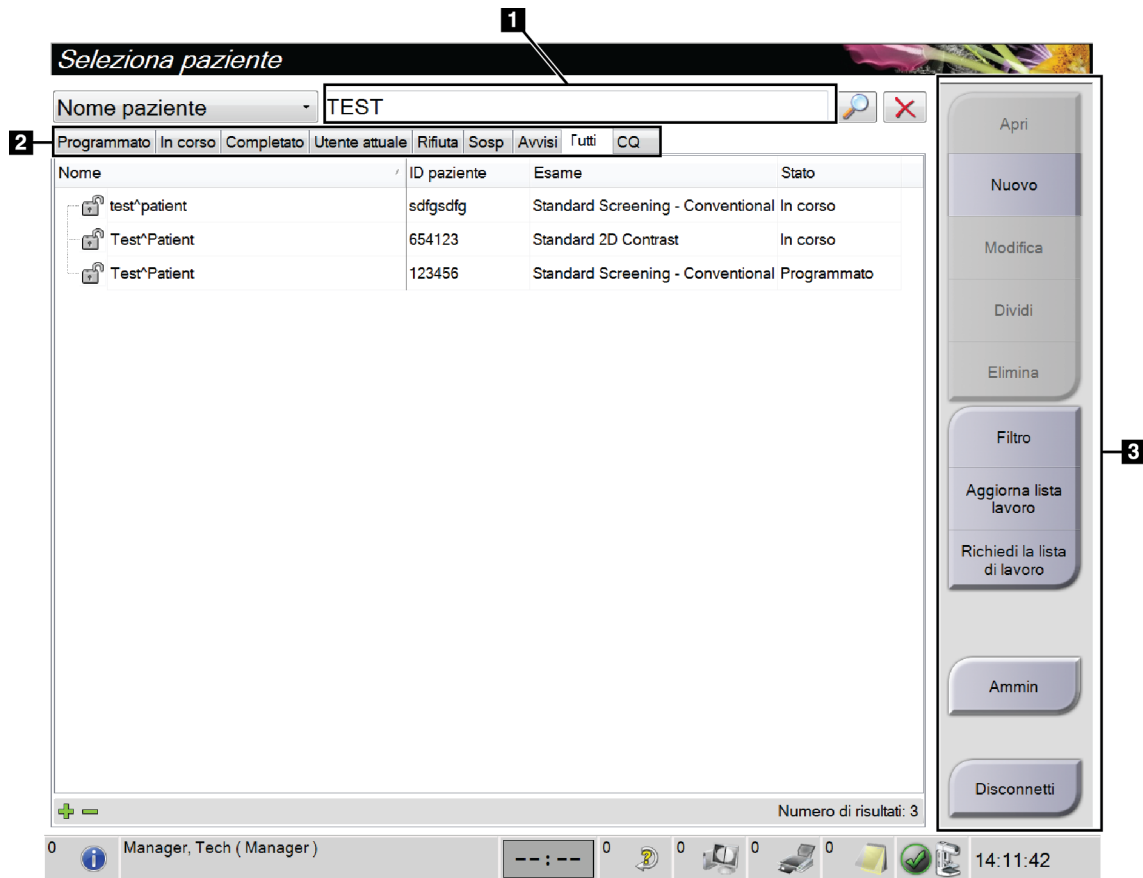 1
Seleziona paziente
Nome paziente TEST
2
Programmato In corso Completato Utente attuale Rifiuta Sosp Avvisi Tutti CQ
Nome ID paziente Esame Stato
test^patient sdfgsdfg Standard Screening - Conventional In corso
Test^Patient 654123 Standard 2D Contrast In corso
Test^Patient 123456 Standard Screening - Conventional Programmato
Apri
Nuovo
Modifica
Dividi
Elimina
Filtro
3
Aggiorna lista
lavoro
Richiedi la lista
di lavoro
Ammin
Disconnetti
Numero di risultati: 3
0 Manager, Tech ( Manager ) --:-- 0 0 0 0 14:11:42